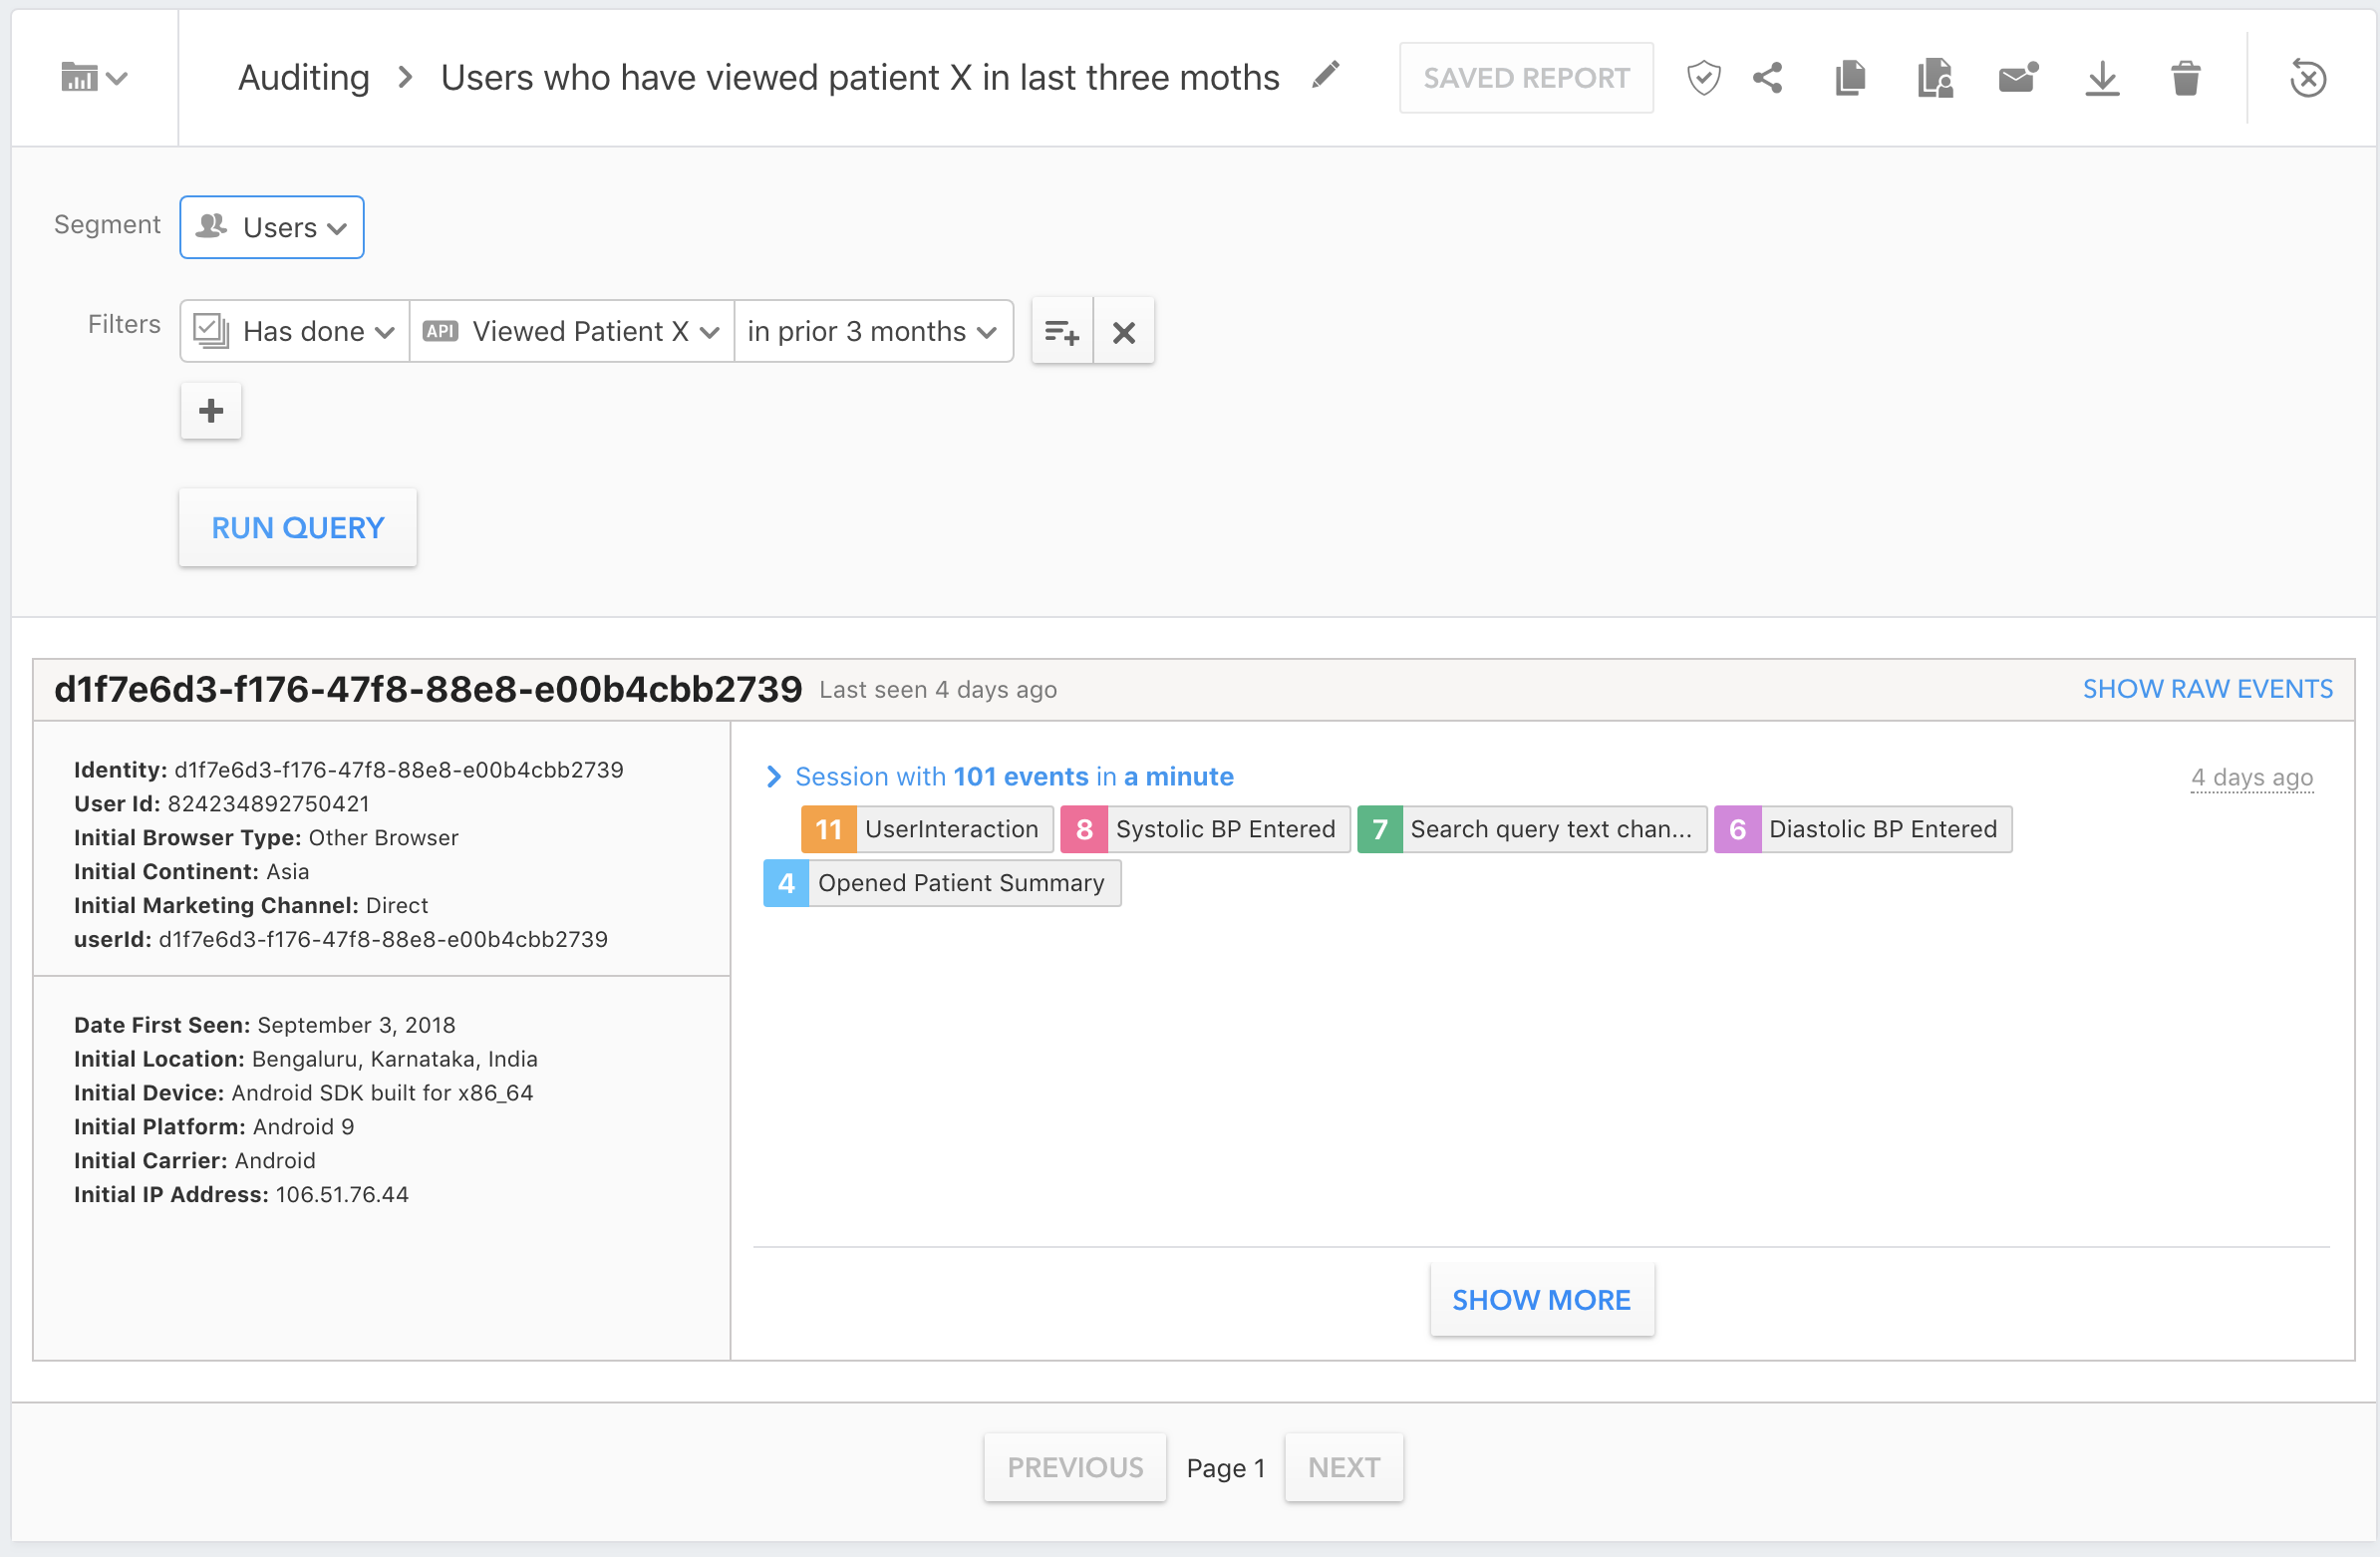 Auditing > Users who have viewed patient X in last three moths
SAVED REPORT
Segment
Users
Filters
Has done
API Viewed Patient X
in prior 3 months
RUN QUERY
d1f7e6d3-f176-47f8-88e8-e00b4cbb2739 Last seen 4 days ago
SHOW RAW EVENTS
Identity: d1f7e6d3-f176-47f8-88e8-e00b4cbb2739
User Id: 824234892750421
Initial Browser Type: Other Browser
Initial Continent: Asia
Initial Marketing Channel: Direct
userId: d1f7e6d3-f176-47f8-88e8-e00b4cbb2739
Date First Seen: September 3, 2018
Initial Location: Bengaluru, Karnataka, India
Initial Device: Android SDK built for x86_64
Initial Platform: Android 9
Initial Carrier: Android
Initial IP Address: 106.51.76.44
Session with 101 events in a minute
4 days ago
11 UserInteraction
8 Systolic BP Entered
7 Search query text chan...
6 Diastolic BP Entered
4 Opened Patient Summary
SHOW MORE
PREVIOUS
Page 1
NEXT